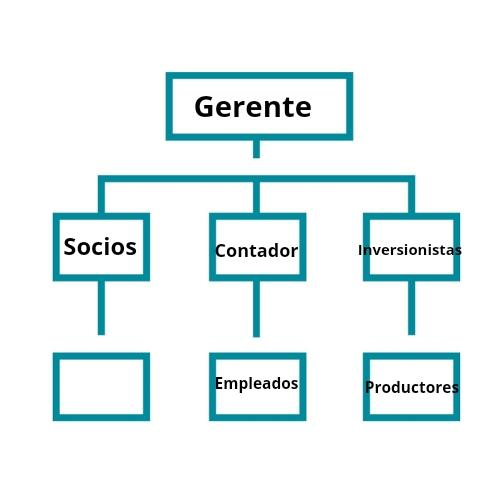 Gerente
Socios
Contador
Inversionistas
Empleados
Productores